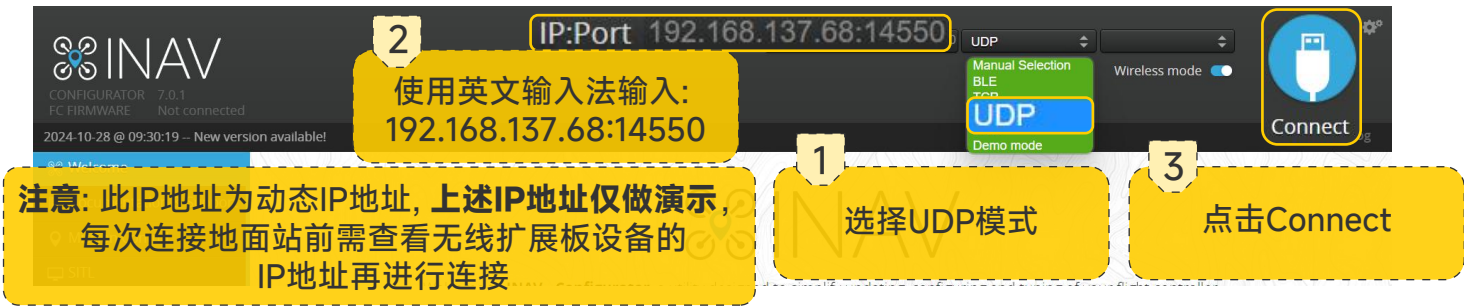 INAV
CONFIGURATOR 7.0.1
FC FIRMWARE Not connected
2024-10-28 @ 09:30:19 -- New version available!
2
IP:Port 192.168.137.68:14550
使用英文输入法输入:
192.168.137.68:14550
UDP
Manual Selection
BLE
TCP
UDP
Demo mode
Wireless mode
Connect
Welcome
注意: 此IP地址为动态IP地址, 上述IP地址仅做演示,
每次连接地面站前需查看无线扩展板设备的
IP地址再进行连接
SITL
1
选择UDP模式
INAV
3
点击Connect